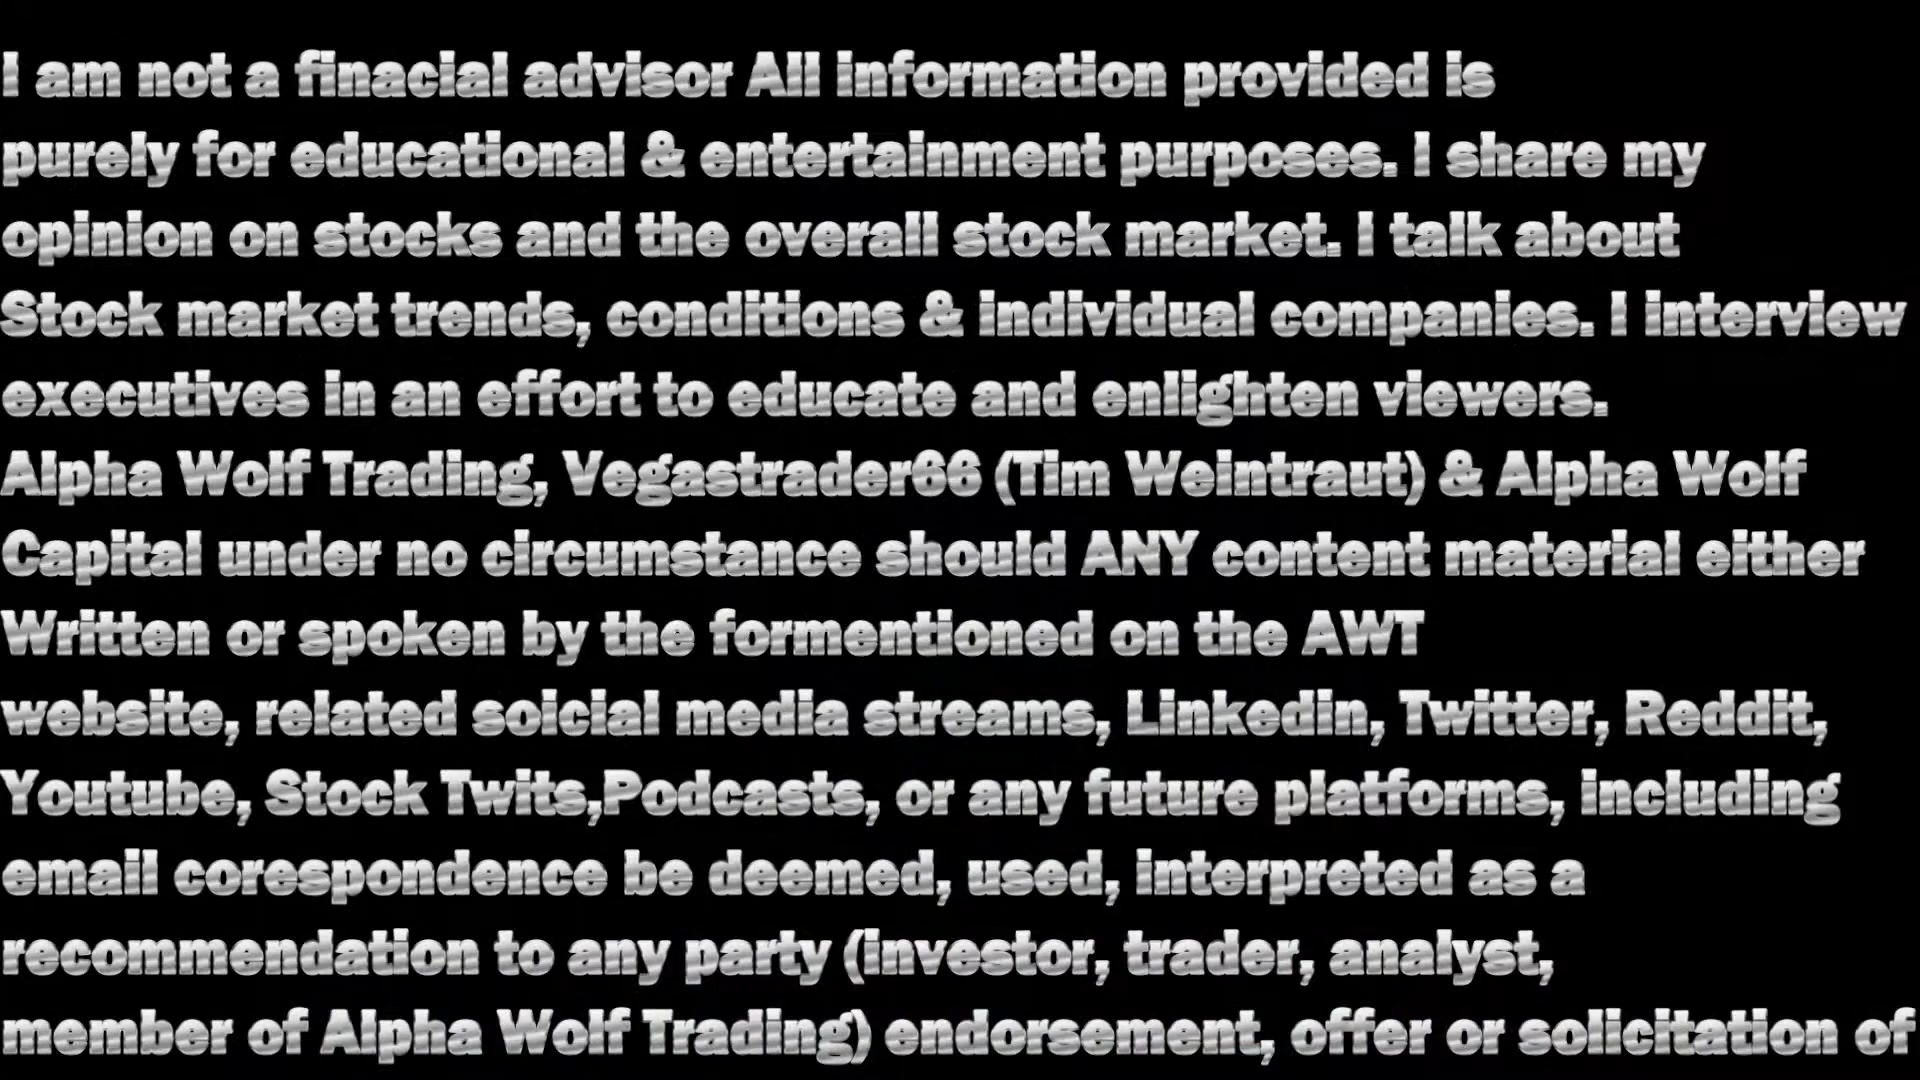 I am not a finacial advisor All information provided is
purely for educational & entertainment purposes. I share my
opinion on stocks and the overall stock market. I talk about
Stock market trends, conditions & individual companies. I interview
executives in an effort to educate and enlighten viewers.
Alpha Wolf Trading, Vegastrader66 (Tim Weintraut) & Alpha Wolf
Capital under no circumstance should ANY content material either
Written or spoken by the formentioned on the AWT
website, related soicial media streams, Linkedin, Twitter, Reddit,
Youtube, Stock Twits,Podcasts, or any future platforms, including
email corespondence be deemed, used, interpreted as a
recommendation to any party (investor, trader, analyst,
member of Alpha Wolf Trading) endorsement, offer or solicitation of